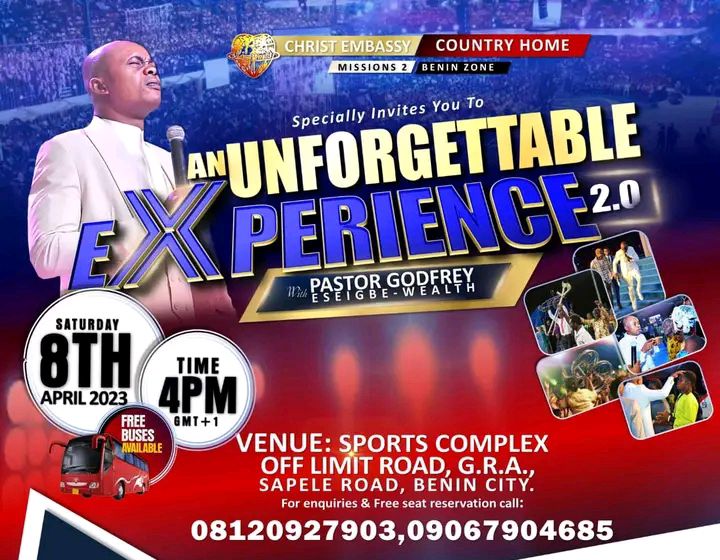 CHRIST EMBASSY COUNTRY HOME
MISSIONS 2 BENIN ZONE
Specially Invites You To
AN UNFORGETTABLE
EXPERIENCE 2.0
With PASTOR GODFREY
ESEIGBE-WEALTH
SATURDAY
8TH
APRIL 2023
TIME
4PM
GMT+1
FREE
BUSES
AVAILABLE
VENUE: SPORTS COMPLEX
OFF LIMIT ROAD, G.R.A.,
SAPELE ROAD, BENIN CITY.
For enquiries & Free seat reservation call:
08120927903,09067904685